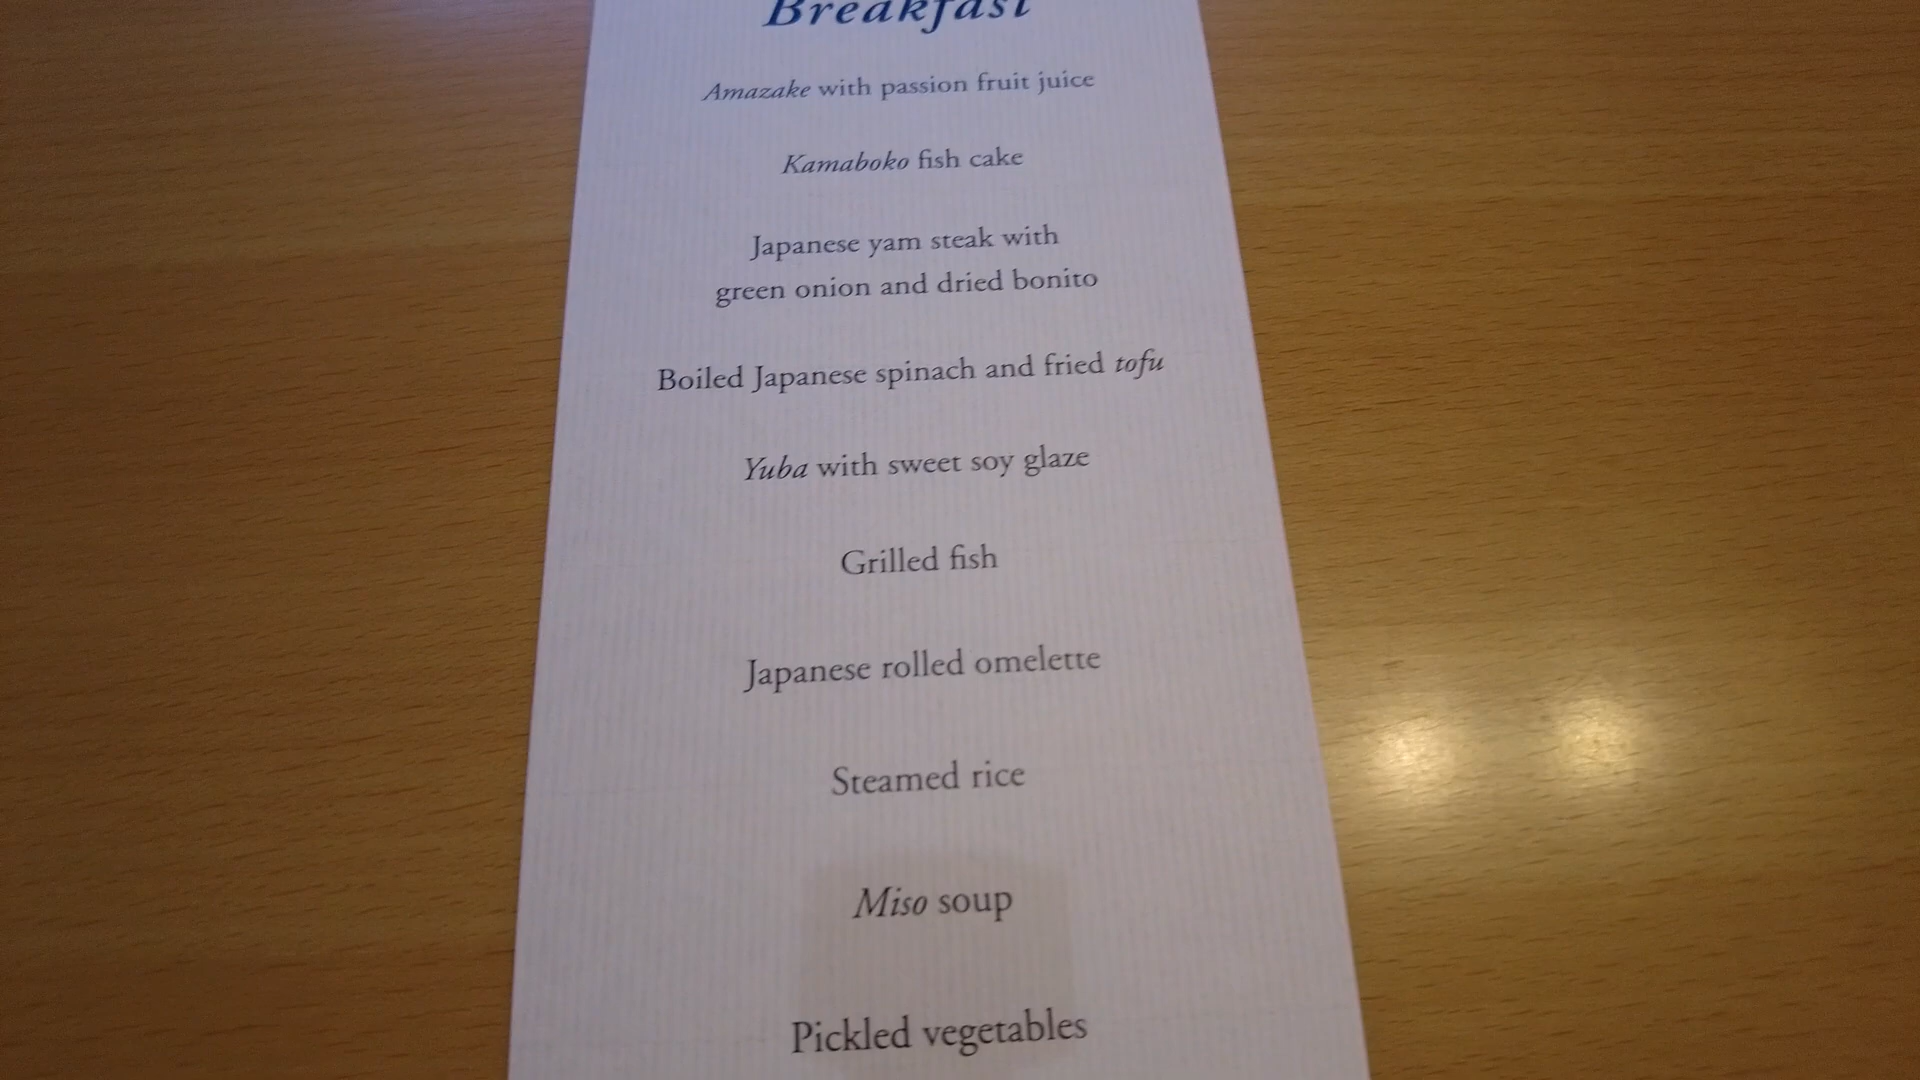 Breakfast
Amazake with passion fruit juice
Kamaboko fish cake
Japanese yam steak with
green onion and dried bonito
Boiled Japanese spinach and fried tofu
Yuba with sweet soy glaze
Grilled fish
Japanese rolled omelette
Steamed rice
Miso soup
Pickled vegetables